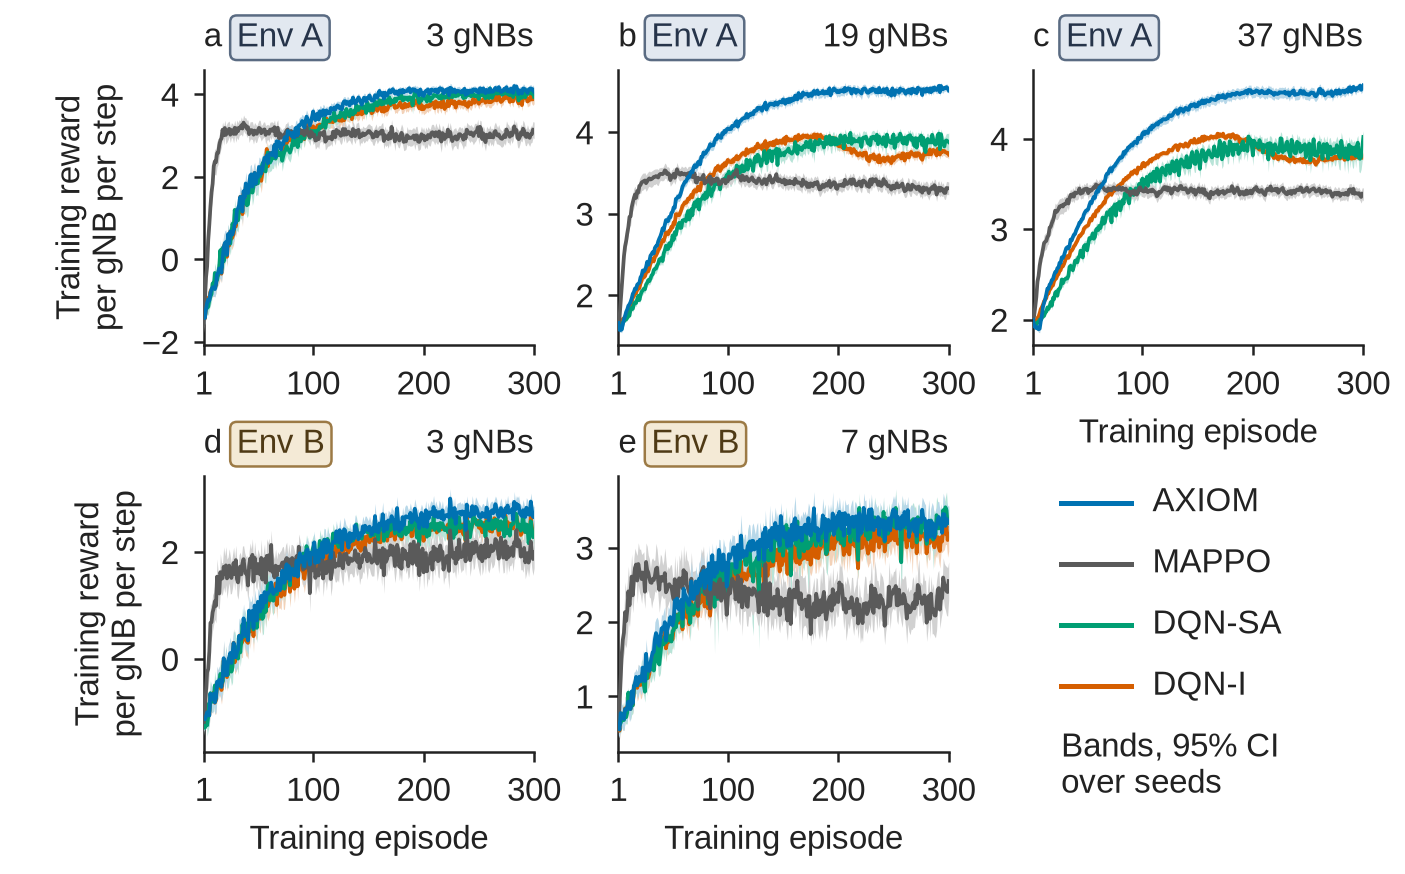 a Env A 3 gNBs
b Env A 19 gNBs
c Env A 37 gNBs
Training reward
per gNB per step
4
2
0
−2
1 100 200 300
4
3
2
1 100 200 300
4
3
2
1 100 200 300
Training episode
d Env B 3 gNBs
e Env B 7 gNBs
Training reward
per gNB per step
2
0
1 100 200 300
Training episode
3
2
1
1 100 200 300
Training episode
AXIOM
MAPPO
DQN-SA
DQN-I
Bands, 95% CI
over seeds